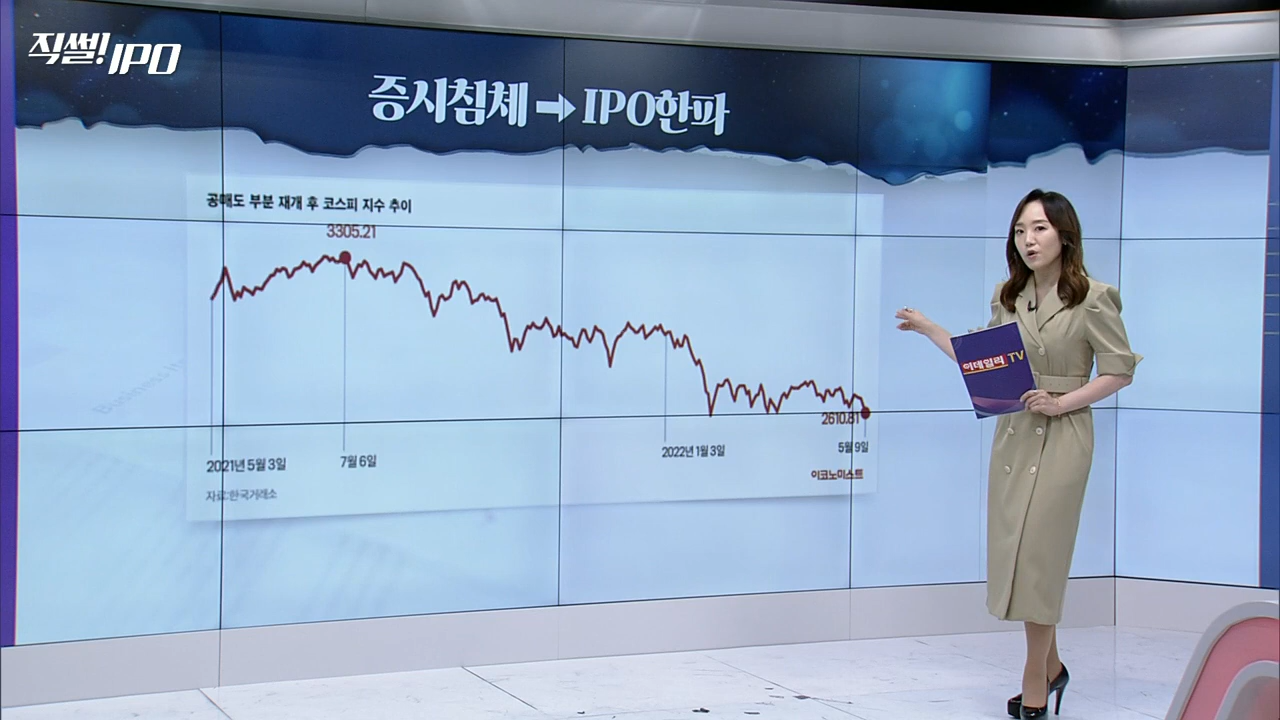 직썰! IPO
증시침체 → IPO한파
공매도 부분 재개 후 코스피 지수 추이
3305.21
2610.81
2021년 5월 3일
7월 6일
2022년 1월 3일
5월 9일
이코노미스트
자료:한국거래소
이데일리 TV